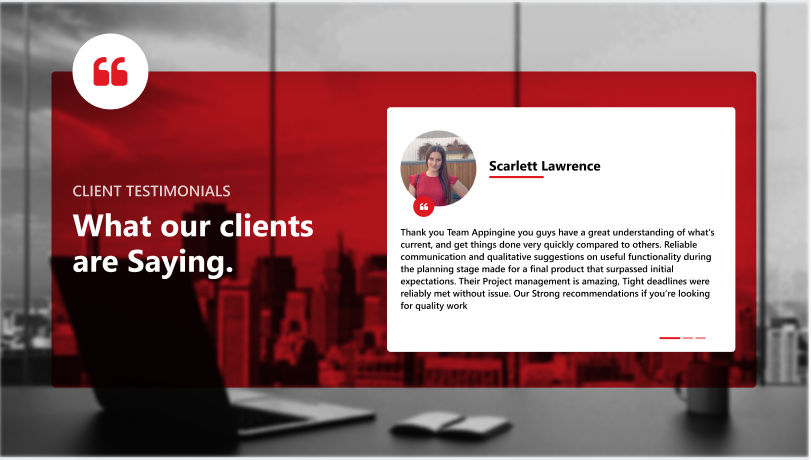 CLIENT TESTIMONIALS
What our clients
are Saying.
Scarlett Lawrence
Thank you Team Appingine you guys have a great understanding of what's
current, and get things done very quickly compared to others. Reliable
communication and qualitative suggestions on useful functionality during
the planning stage made for a final product that surpassed initial
expectations. Their Project management is amazing, Tight deadlines were
reliably met without issue. Our Strong recommendations if you're looking
for quality work